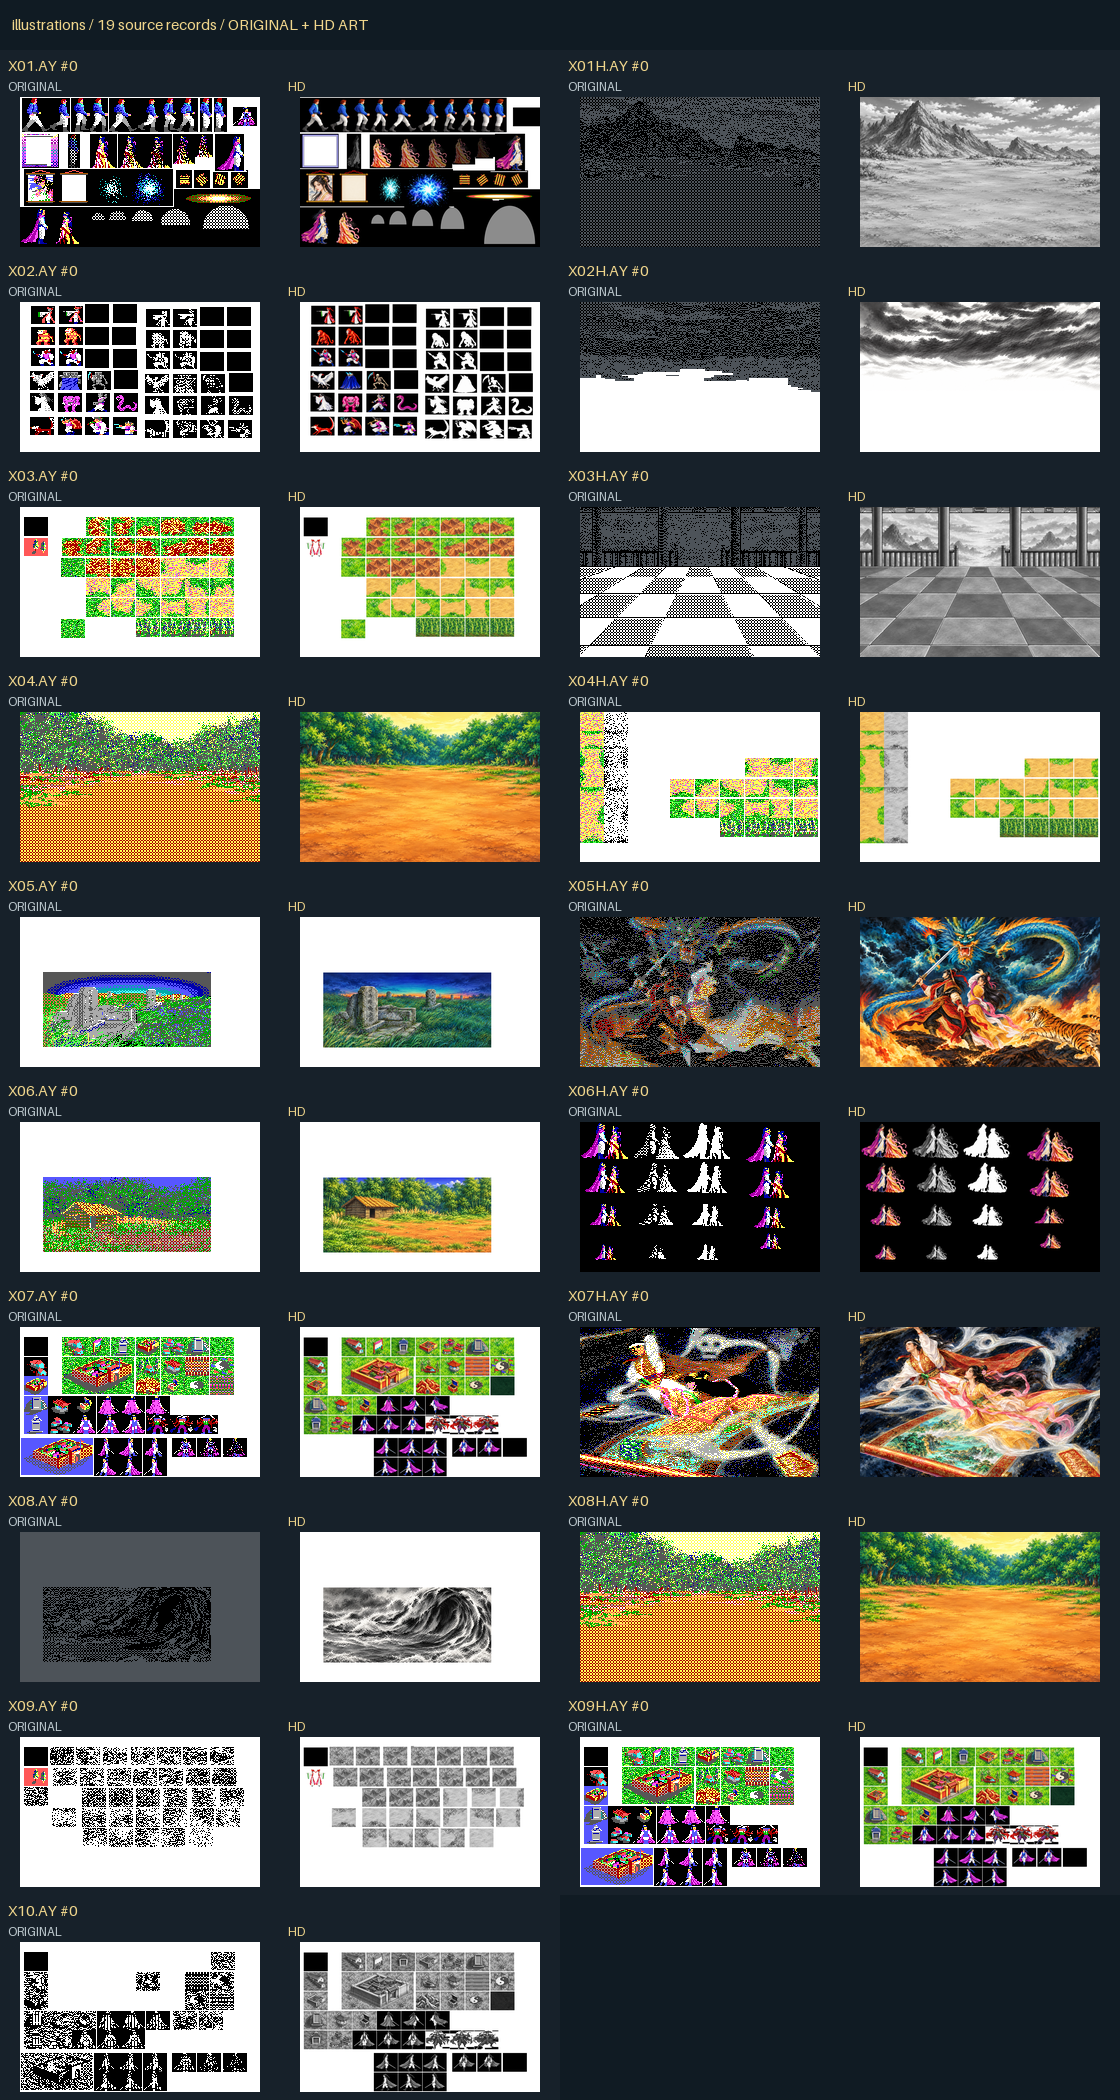 illustrations / 19 source records / ORIGINAL + HD ART
X01.AY #0
ORIGINAL
HD
X01H.AY #0
ORIGINAL
HD
X02.AY #0
ORIGINAL
HD
X02H.AY #0
ORIGINAL
HD
X03.AY #0
ORIGINAL
HD
X03H.AY #0
ORIGINAL
HD
X04.AY #0
ORIGINAL
HD
X04H.AY #0
ORIGINAL
HD
X05.AY #0
ORIGINAL
HD
X05H.AY #0
ORIGINAL
HD
X06.AY #0
ORIGINAL
HD
X06H.AY #0
ORIGINAL
HD
X07.AY #0
ORIGINAL
HD
X07H.AY #0
ORIGINAL
HD
X08.AY #0
ORIGINAL
HD
X08H.AY #0
ORIGINAL
HD
X09.AY #0
ORIGINAL
HD
X09H.AY #0
ORIGINAL
HD
X10.AY #0
ORIGINAL
HD